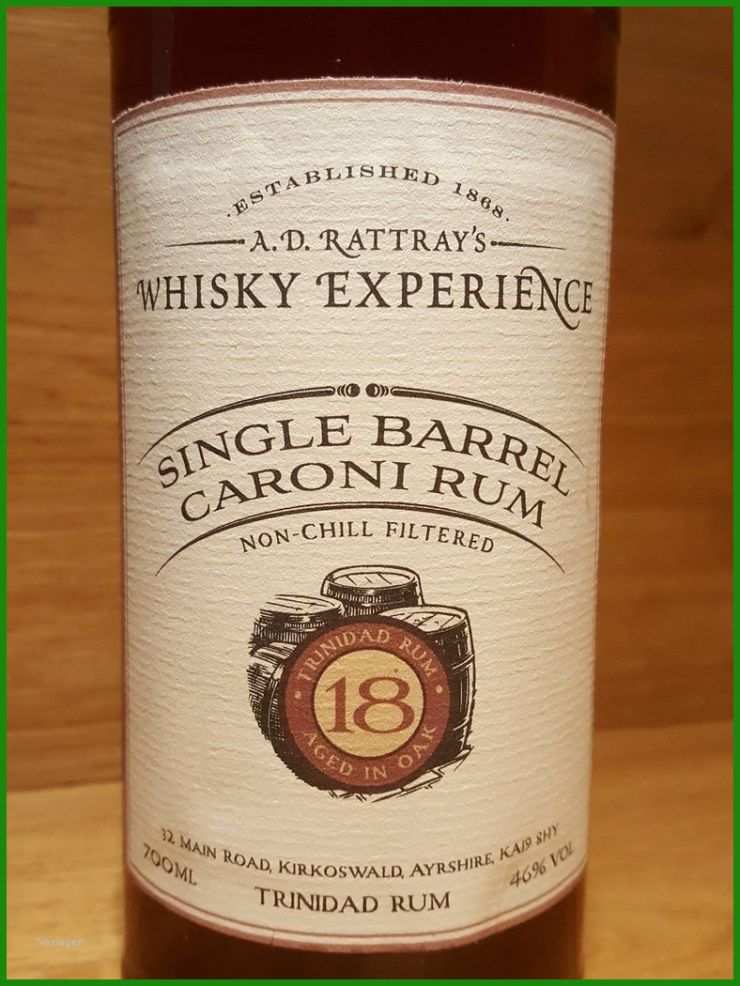 ·ESTABLISHED 1868·
A.D. RATTRAY'S
WHISKY EXPERIENCE
SINGLE BARREL
CARONI RUM
NON-CHILL FILTERED
TRINIDAD RUM
18
AGED IN OAK
32 MAIN ROAD, KIRKOSWALD, AYRSHIRE, KA19 8HY
700ML
46% VOL
TRINIDAD RUM